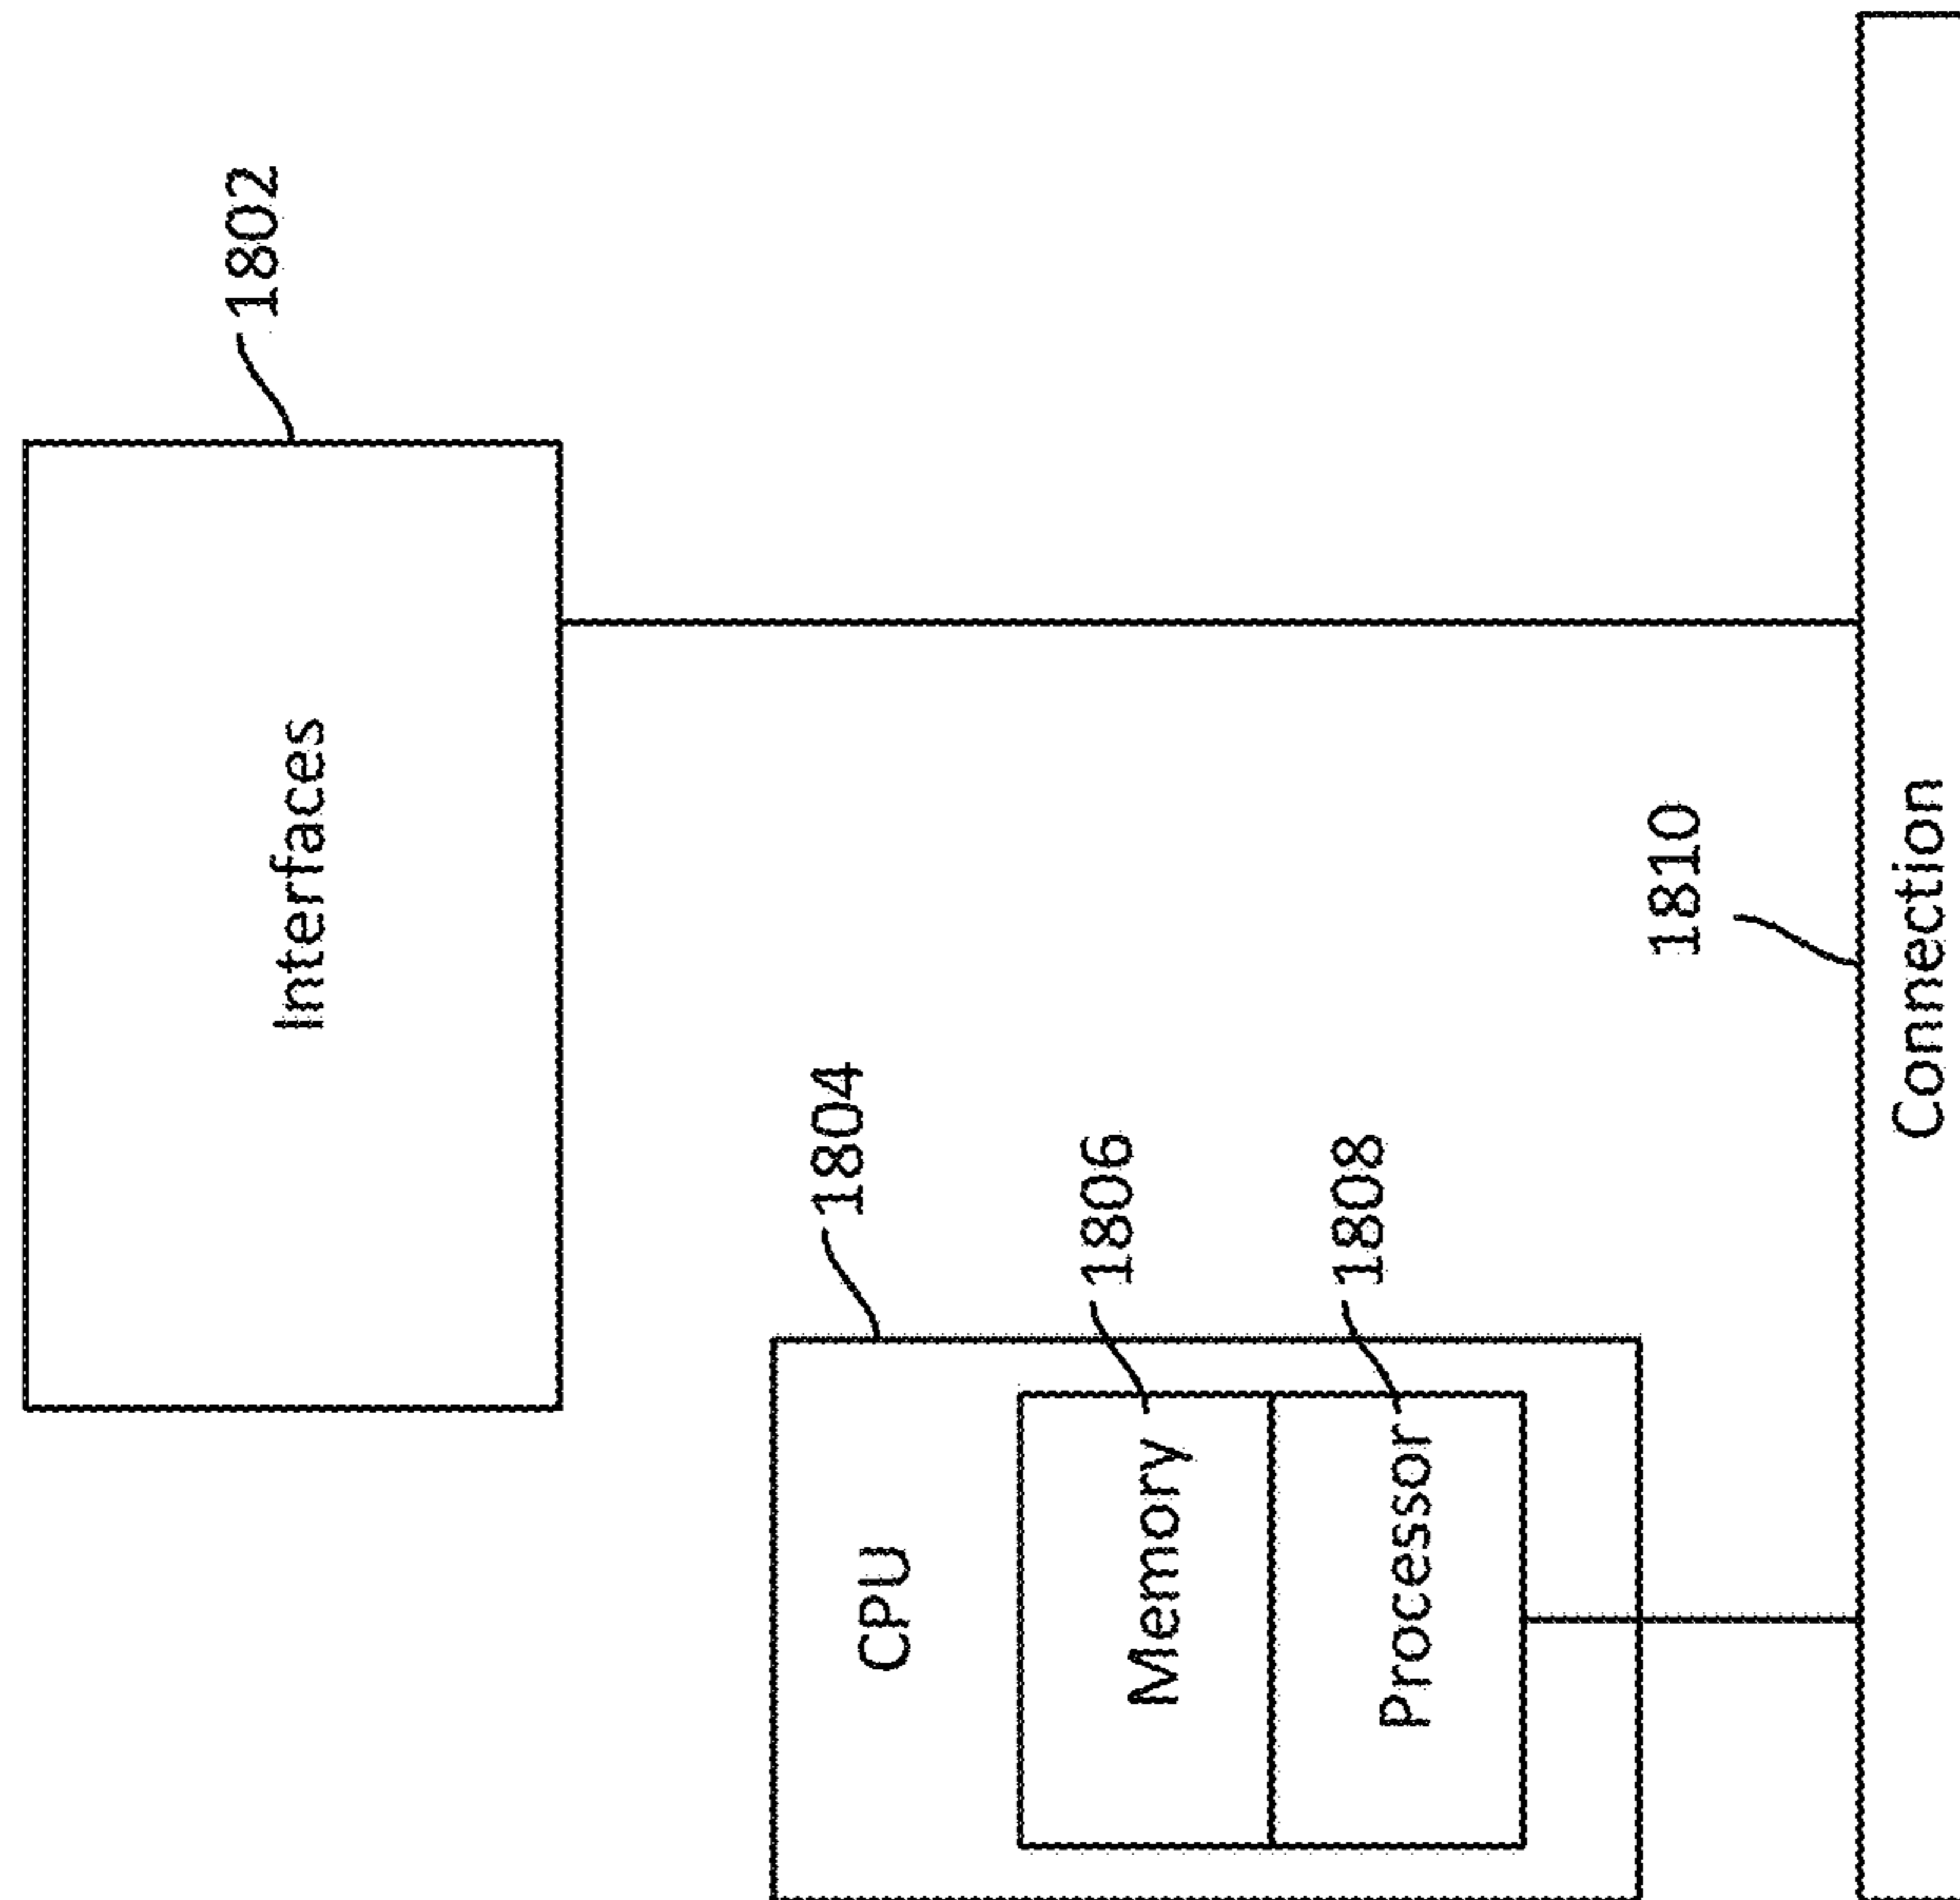 Interfaces
1802
CPU
1804
Memory
1806
Processor
1808
1810
Connection